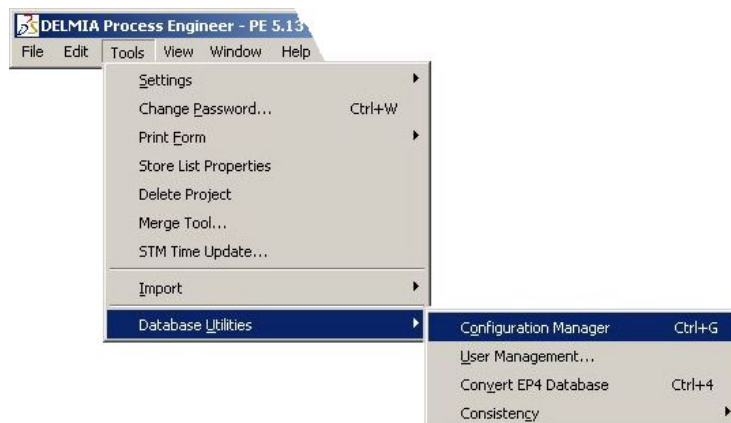 DELMIA Process Engineer - PE 5.13
File Edit Tools View Window Help
Settings
Change Password... Ctrl+W
Print Form
Store List Properties
Delete Project
Merge Tool...
STM Time Update...
Import
Database Utilities
Configuration Manager Ctrl+G
User Management...
Convert EP4 Database Ctrl+4
Consistency